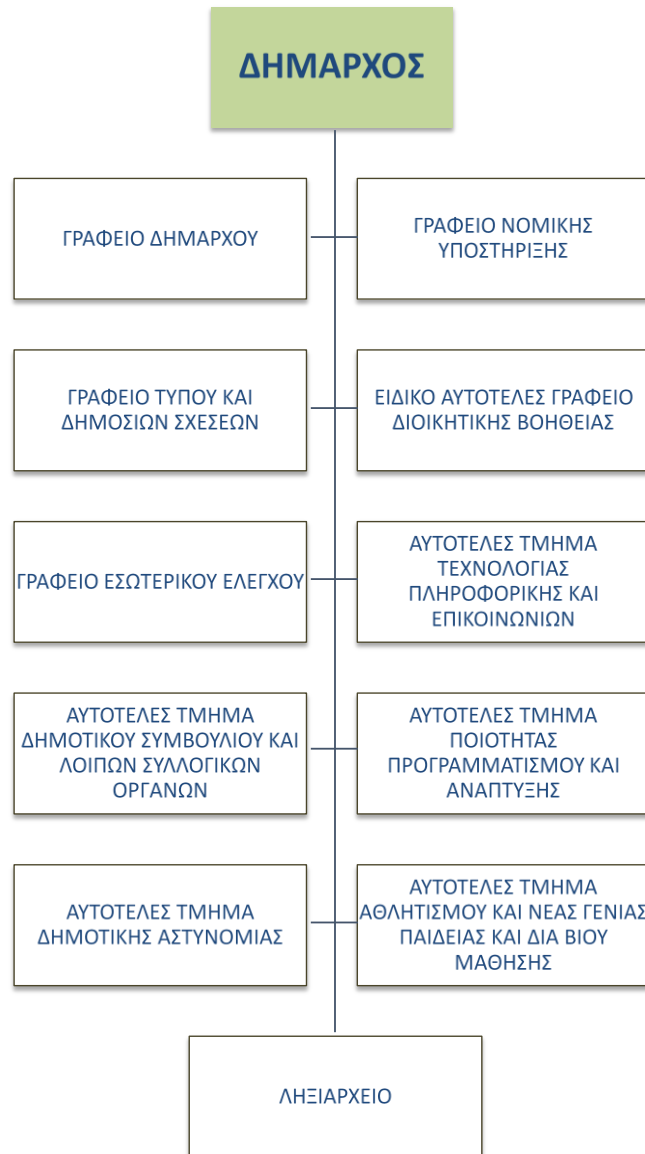 ΔΗΜΑΡΧΟΣ
ΓΡΑΦΕΙΟ ΔΗΜΑΡΧΟΥ
ΓΡΑΦΕΙΟ ΝΟΜΙΚΗΣ
ΥΠΟΣΤΗΡΙΞΗΣ
ΓΡΑΦΕΙΟ ΤΥΠΟΥ ΚΑΙ
ΔΗΜΟΣΙΩΝ ΣΧΕΣΕΩΝ
ΕΙΔΙΚΟ ΑΥΤΟΤΕΛΕΣ ΓΡΑΦΕΙΟ
ΔΙΟΙΚΗΤΙΚΗΣ ΒΟΗΘΕΙΑΣ
ΓΡΑΦΕΙΟ ΕΣΩΤΕΡΙΚΟΥ ΕΛΕΓΧΟΥ
ΑΥΤΟΤΕΛΕΣ ΤΜΗΜΑ
ΤΕΧΝΟΛΟΓΙΑΣ
ΠΛΗΡΟΦΟΡΙΚΗΣ ΚΑΙ
ΕΠΙΚΟΙΝΩΝΙΩΝ
ΑΥΤΟΤΕΛΕΣ ΤΜΗΜΑ
ΔΗΜΟΤΙΚΟΥ ΣΥΜΒΟΥΛΙΟΥ ΚΑΙ
ΛΟΙΠΩΝ ΣΥΛΛΟΓΙΚΩΝ
ΟΡΓΑΝΩΝ
ΑΥΤΟΤΕΛΕΣ ΤΜΗΜΑ
ΠΟΙΟΤΗΤΑΣ
ΠΡΟΓΡΑΜΜΑΤΙΣΜΟΥ ΚΑΙ
ΑΝΑΠΤΥΞΗΣ
ΑΥΤΟΤΕΛΕΣ ΤΜΗΜΑ
ΔΗΜΟΤΙΚΗΣ ΑΣΤΥΝΟΜΙΑΣ
ΑΥΤΟΤΕΛΕΣ ΤΜΗΜΑ
ΑΘΛΗΤΙΣΜΟΥ ΚΑΙ ΝΕΑΣ ΓΕΝΙΑΣ
ΠΑΙΔΕΙΑΣ ΚΑΙ ΔΙΑ ΒΙΟΥ
ΜΑΘΗΣΗΣ
ΛΗΞΙΑΡΧΕΙΟ